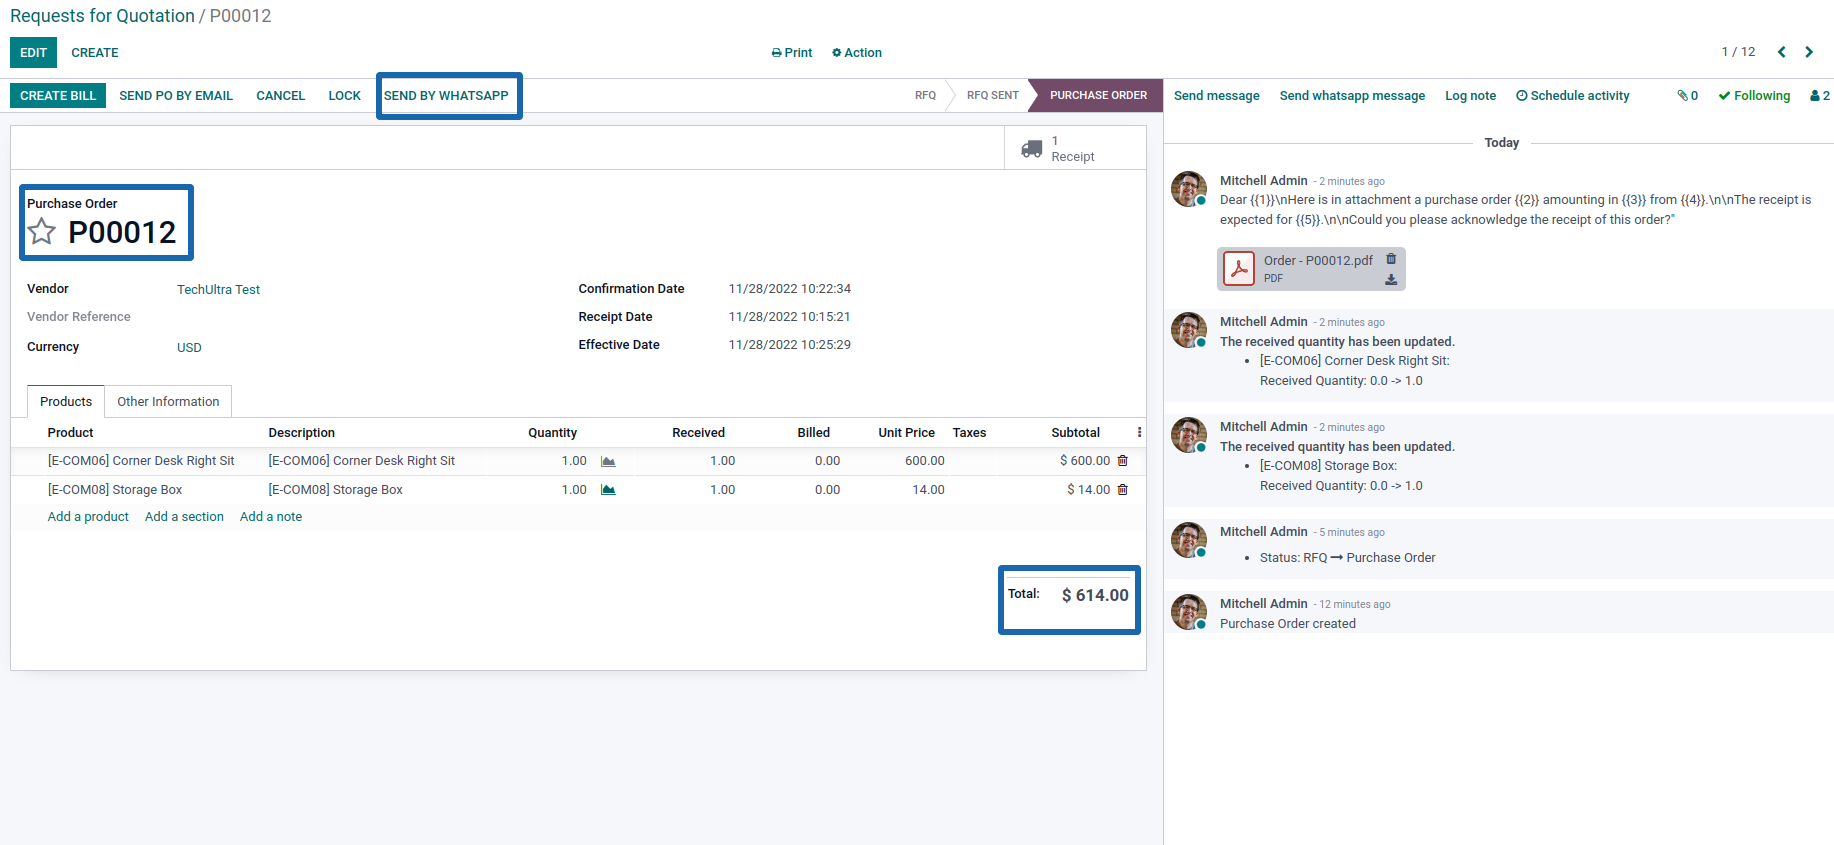 Requests for Quotation / P00012
EDIT CREATE Print Action 1 / 12
CREATE BILL SEND PO BY EMAIL CANCEL LOCK SEND BY WHATSAPP RFQ RFQ SENT PURCHASE ORDER
1
Receipt
Purchase Order
P00012
Vendor TechUltra Test
Vendor Reference
Currency USD
Confirmation Date 11/28/2022 10:22:34
Receipt Date 11/28/2022 10:15:21
Effective Date 11/28/2022 10:25:29
Products Other Information
Product Description Quantity Received Billed Unit Price Taxes Subtotal
[E-COM06] Corner Desk Right Sit [E-COM06] Corner Desk Right Sit 1.00 1.00 0.00 600.00 $ 600.00
[E-COM08] Storage Box [E-COM08] Storage Box 1.00 1.00 0.00 14.00 $ 14.00
Add a product Add a section Add a note
Total: $ 614.00
Send message Send whatsapp message Log note Schedule activity 0 Following 2
Today
Mitchell Admin - 2 minutes ago
Dear {{1}}\nHere is in attachment a purchase order {{2}} amounting in {{3}} from {{4}}.\n\nThe receipt is
expected for {{5}}.\n\nCould you please acknowledge the receipt of this order?"
Order - P00012.pdf
PDF
Mitchell Admin - 2 minutes ago
The received quantity has been updated.
• [E-COM06] Corner Desk Right Sit:
Received Quantity: 0.0 -> 1.0
Mitchell Admin - 2 minutes ago
The received quantity has been updated.
• [E-COM08] Storage Box:
Received Quantity: 0.0 -> 1.0
Mitchell Admin - 5 minutes ago
• Status: RFQ → Purchase Order
Mitchell Admin - 12 minutes ago
Purchase Order created